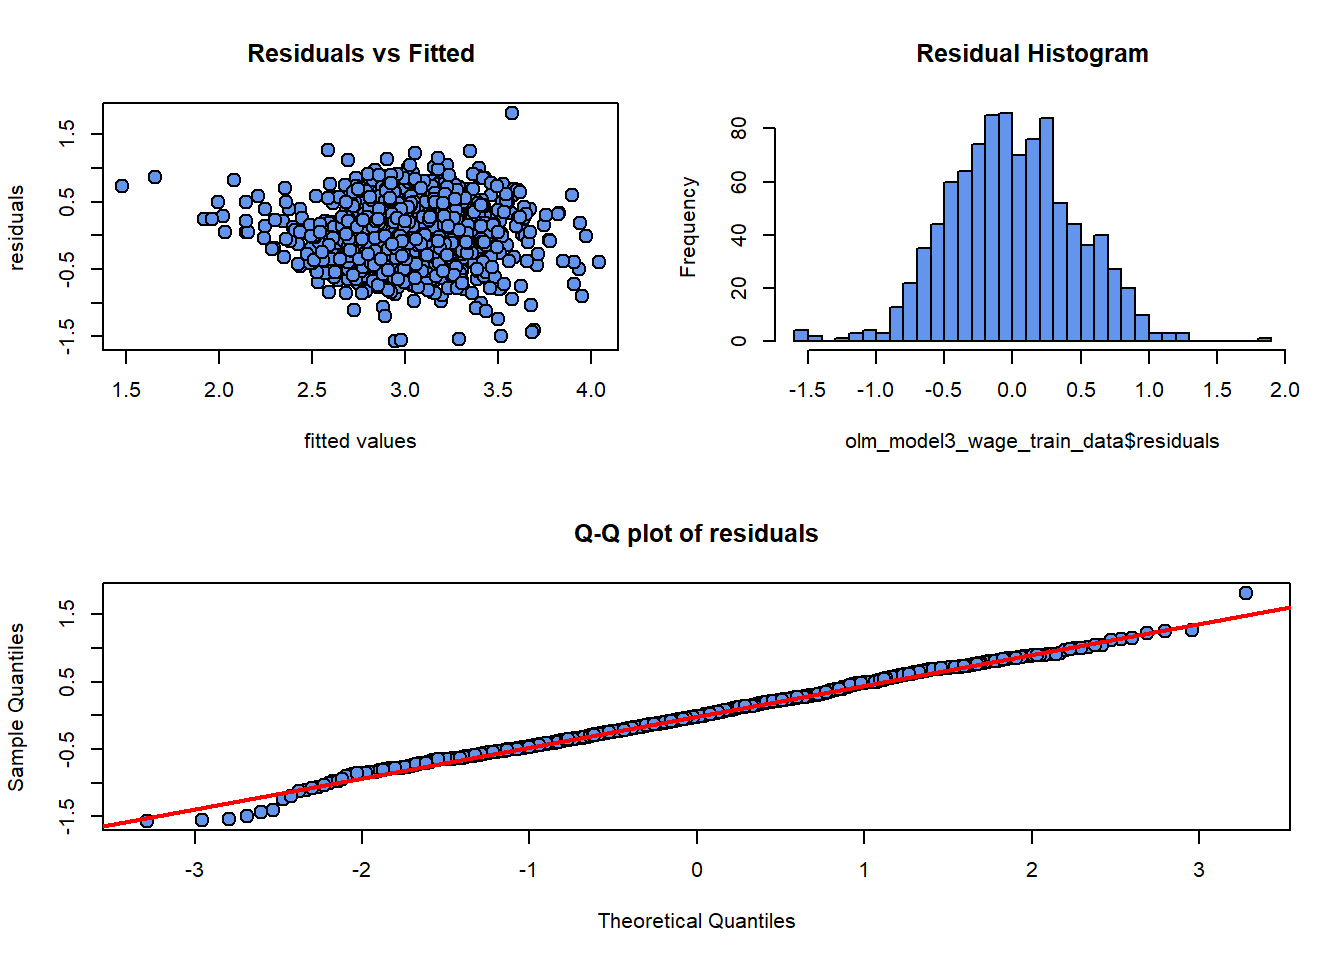 Residuals vs Fitted
residuals
1.5
0.5
-0.5
-1.5
1.5 2.0 2.5 3.0 3.5 4.0
fitted values
Residual Histogram
Frequency
80
60
40
20
0
-1.5 -1.0 -0.5 0.0 0.5 1.0 1.5 2.0
olm_model3_wage_train_data$residuals
Q-Q plot of residuals
Sample Quantiles
1.5
0.5
-0.5
-1.5
-3 -2 -1 0 1 2 3
Theoretical Quantiles